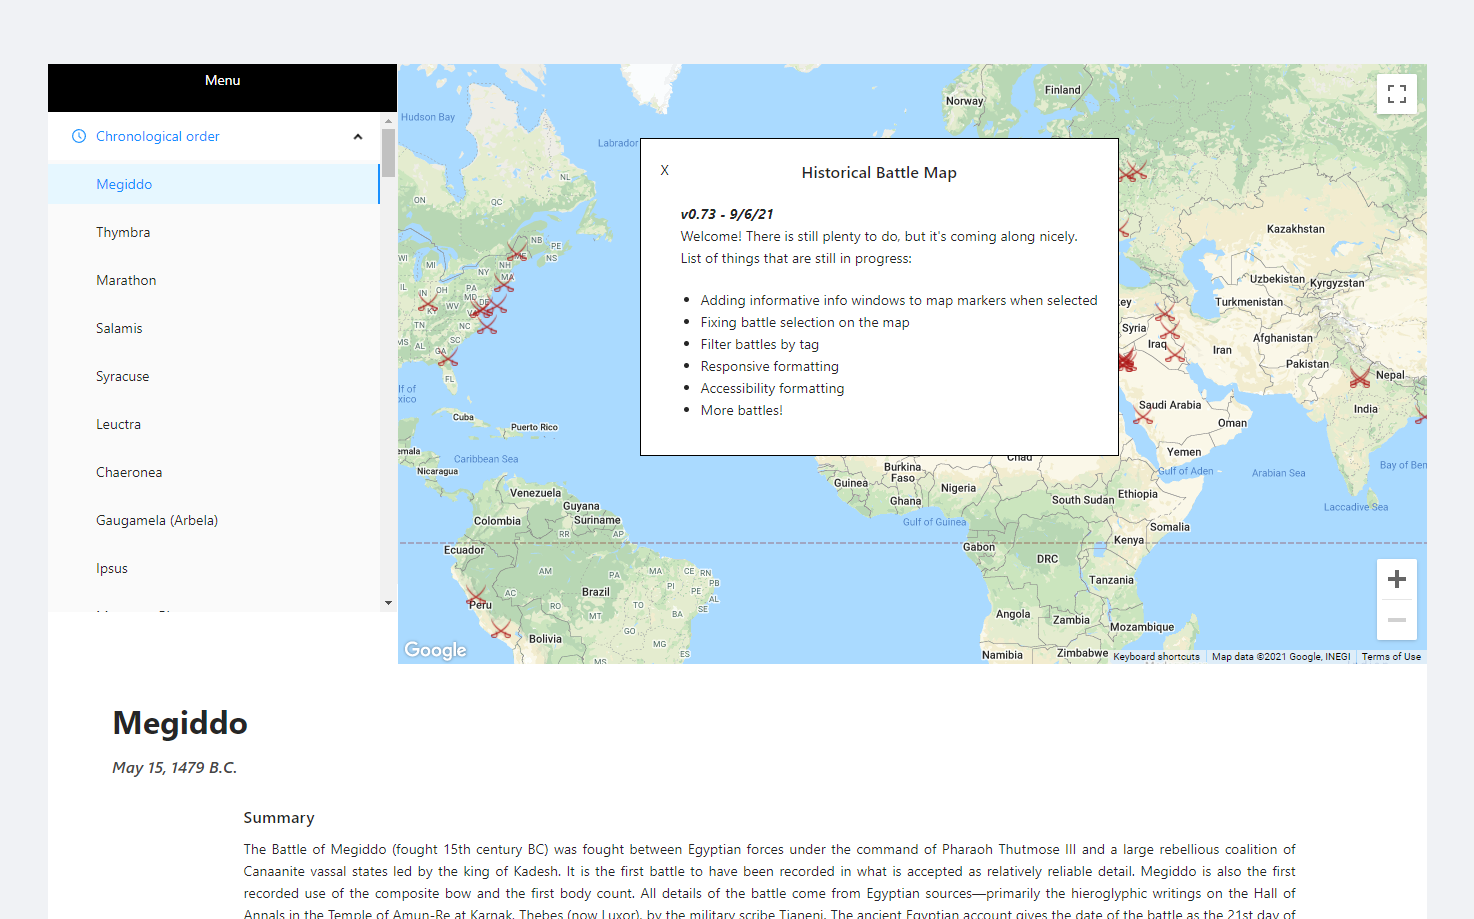 Menu
Chronological order
Megiddo
Thymbra
Marathon
Salamis
Syracuse
Leuctra
Chaeronea
Gaugamela (Arbela)
Ipsus
Hudson Bay
Labrador
Norway
Finland
NL
ON
QC
NB
PE
NS
ME
NH
MA
NY
WI
MI
IL
IN
OH
PA
MD
DE
KY
TN
NC
SC
MS
AL
GA
FL
Cuba
Puerto Rico
Caribbean Sea
Nicaragua
Venezuela
Guyana
Suriname
Colombia
RR
AP
Ecuador
AM
PA
MA
CE
RN
PB
PI
PE
AL
SE
AC
TO
BA
RO
MT
Brazil
Peru
GO
MG
ES
MS
Bolivia
Kazakhstan
Uzbekistan
Kyrgyzstan
Turkmenistan
Syria
Iraq
Iran
Afghanistan
Pakistan
Nepal
India
Saudi Arabia
Oman
Yemen
Gulf of Aden
Arabian Sea
Bay of Ben
Laccadive Sea
Chad
Burkina
Faso
Guinea
Ghana
Nigeria
South Sudan
Ethiopia
Somalia
Gulf of Guinea
Gabon
DRC
Kenya
Tanzania
Angola
Zambia
Mozambique
Namibia
Zimbabwe
X
Historical Battle Map
v0.73 - 9/6/21
Welcome! There is still plenty to do, but it's coming along nicely.
List of things that are still in progress:
Adding informative info windows to map markers when selected
Fixing battle selection on the map
Filter battles by tag
Responsive formatting
Accessibility formatting
More battles!
Google
Keyboard shortcuts
Map data ©2021 Google, INEGI
Terms of Use
Megiddo
May 15, 1479 B.C.
Summary
The Battle of Megiddo (fought 15th century BC) was fought between Egyptian forces under the command of Pharaoh Thutmose III and a large rebellious coalition of
Canaanite vassal states led by the king of Kadesh. It is the first battle to have been recorded in what is accepted as relatively reliable detail. Megiddo is also the first
recorded use of the composite bow and the first body count. All details of the battle come from Egyptian sources—primarily the hieroglyphic writings on the Hall of
Annals in the Temple of Amun-Re at Karnak, Thebes (now Luxor), by the military scribe Tjaneni. The ancient Egyptian account gives the date of the battle as the 21st day of